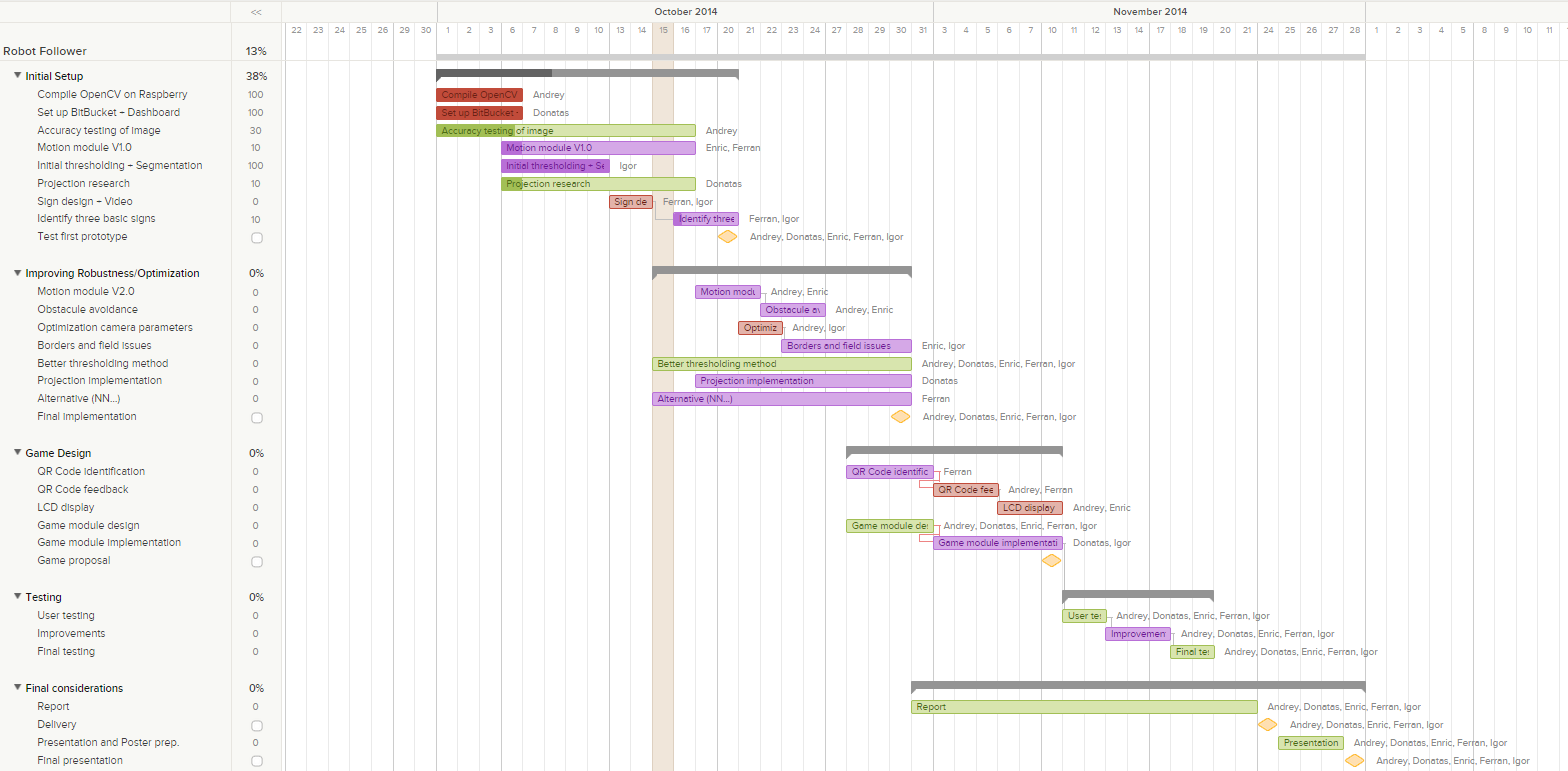 << October 2014 November 2014
22 23 24 25 26 29 30 1 2 3 6 7 8 9 10 13 14 15 16 17 20 21 22 23 24 27 28 29 30 31 3 4 5 6 7 10 11 12 13 14 17 18 19 20 21 24 25 26 27 28 1 2 3 4 5 8 9 10 11
Robot Follower 13%
Initial Setup 38%
Compile OpenCV on Raspberry 100 Compile OpenCV Andrey
Set up BitBucket + Dashboard 100 Set up BitBucket Donatas
Accuracy testing of image 30 Accuracy testing of image Andrey
Motion module V1.0 10 Motion module V1.0 Enric, Ferran
Initial thresholding + Segmentation 100 Initial thresholding + Se Igor
Projection research 10 Projection research Donatas
Sign design + Video 0 Sign de Ferran, Igor
Identify three basic signs 10 Identify three Ferran, Igor
Test first prototype Andrey, Donatas, Enric, Ferran, Igor
Improving Robustness/Optimization 0%
Motion module V2.0 0 Motion modu Andrey, Enric
Obstacule avoidance 0 Obstacule av Andrey, Enric
Optimization camera parameters 0 Optimiz Andrey, Igor
Borders and field issues 0 Borders and field issues Enric, Igor
Better thresholding method 0 Better thresholding method Andrey, Donatas, Enric, Ferran, Igor
Projection implementation 0 Projection implementation Donatas
Alternative (NN...) 0 Alternative (NN...) Ferran
Final implementation Andrey, Donatas, Enric, Ferran, Igor
Game Design 0%
QR Code identification 0 QR Code identific Ferran
QR Code feedback 0 QR Code fee Andrey, Ferran
LCD display 0 LCD display Andrey, Enric
Game module design 0 Game module des Andrey, Donatas, Enric, Ferran, Igor
Game module implementation 0 Game module implementati Donatas, Igor
Game proposal
Testing 0%
User testing 0 User tes Andrey, Donatas, Enric, Ferran, Igor
Improvements 0 Improvemen Andrey, Donatas, Enric, Ferran, Igor
Final testing 0 Final tes Andrey, Donatas, Enric, Ferran, Igor
Final considerations 0%
Report 0 Report Andrey, Donatas, Enric, Ferran, Igor
Delivery Andrey, Donatas, Enric, Ferran, Igor
Presentation and Poster prep. 0 Presentation Andrey, Donatas, Enric, Ferran, Igor
Final presentation Andrey, Donatas, Enric, Ferran, Igor